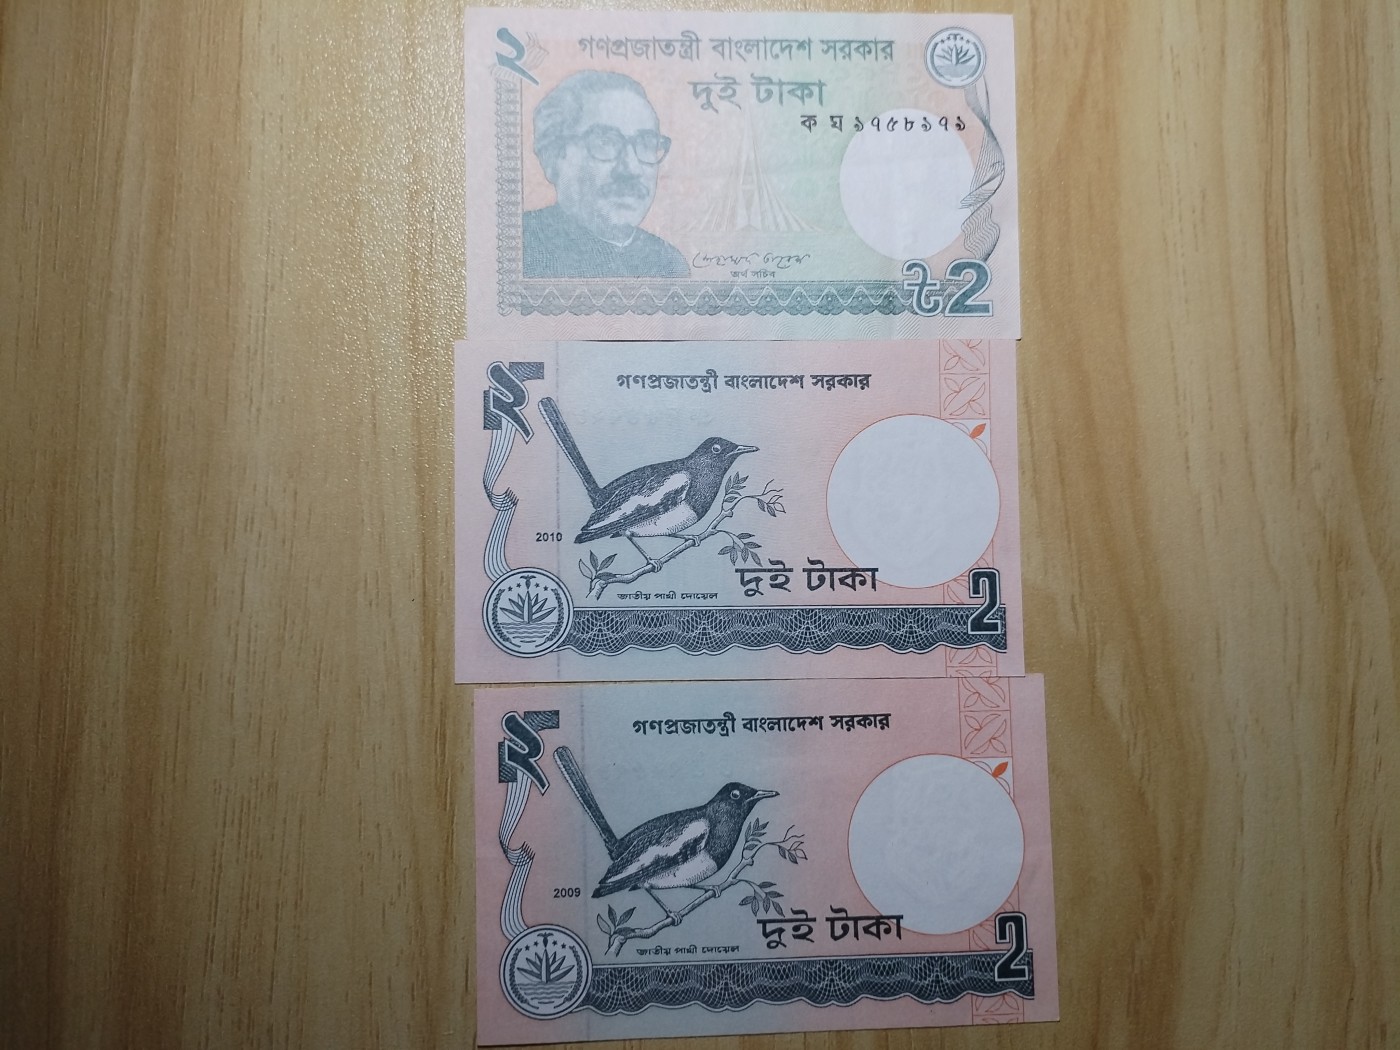 ২
গণপ্রজাতন্ত্রী বাংলাদেশ সরকার
দুই টাকা
ক ঘ ১৭৫৮১৭১
অর্থ সচিব
৳2
২
গণপ্রজাতন্ত্রী বাংলাদেশ সরকার
2010
দুই টাকা
জাতীয় পাখী দোয়েল
2
২
গণপ্রজাতন্ত্রী বাংলাদেশ সরকার
2009
দুই টাকা
জাতীয় পাখী দোয়েল
2